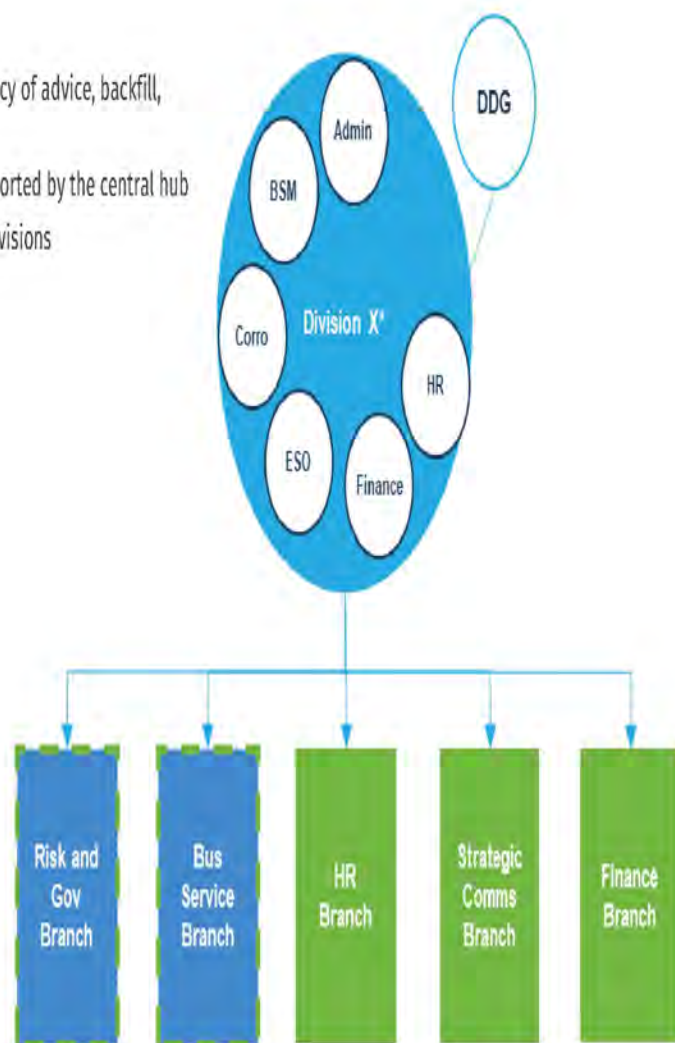 cy of advice, backfill,
orted by the central hub
visions
DDG
Admin
BSM
Division X*
Corro
HR
ESO
Finance
Risk and
Gov
Branch
Bus
Service
Branch
HR
Branch
Strategic
Comms
Branch
Finance
Branch